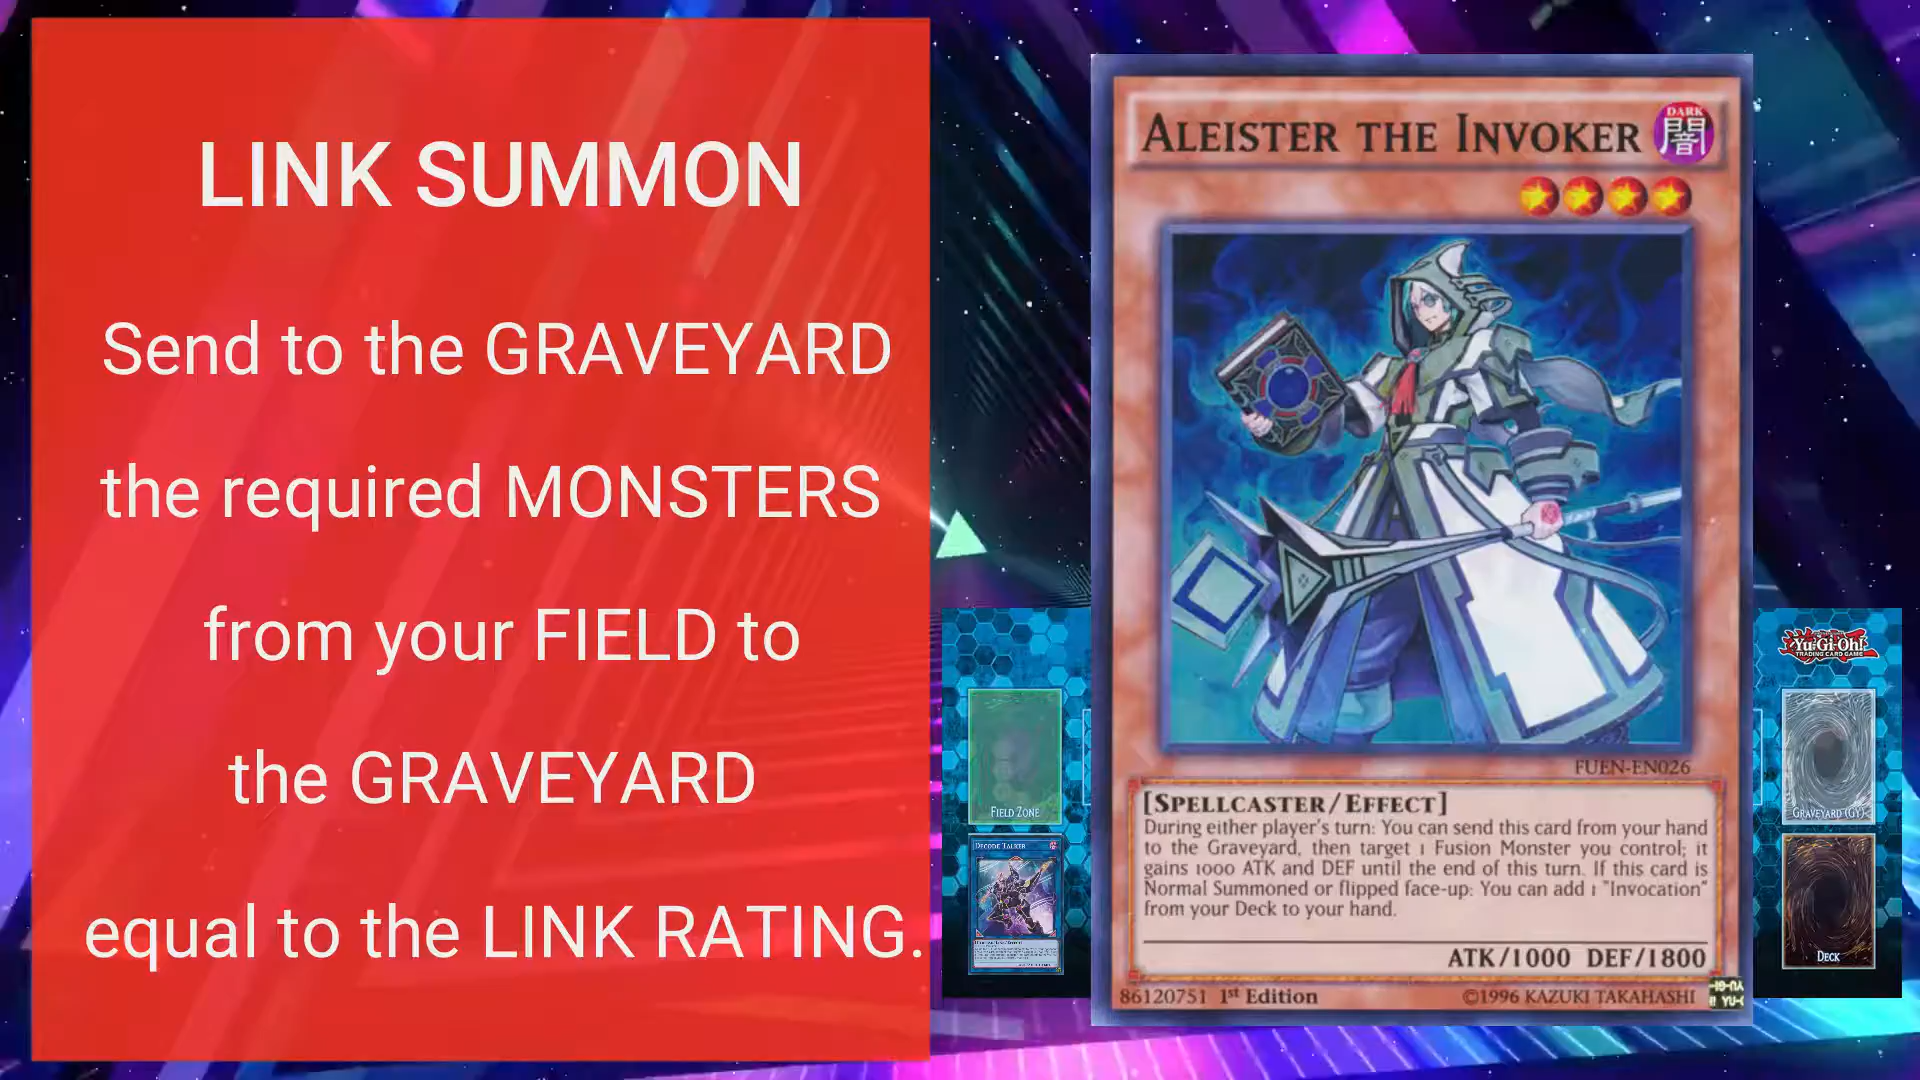 LINK SUMMON
Send to the GRAVEYARD
the required MONSTERS
from your FIELD to
the GRAVEYARD
equal to the LINK RATING.
ALEISTER THE INVOKER
DARK
闇
FUEN-EN026
[SPELLCASTER/EFFECT]
During either player's turn: You can send this card from your hand
to the Graveyard, then target 1 Fusion Monster you control; it
gains 1000 ATK and DEF until the end of this turn. If this card is
Normal Summoned or flipped face-up: You can add 1 "Invocation"
from your Deck to your hand.
ATK/1000 DEF/1800
86120751 1st Edition
©1996 KAZUKI TAKAHASHI
FIELD ZONE
DECODE TALKER
Yu-Gi-Oh!
TRADING CARD GAME
GRAVEYARD (GY)
DECK